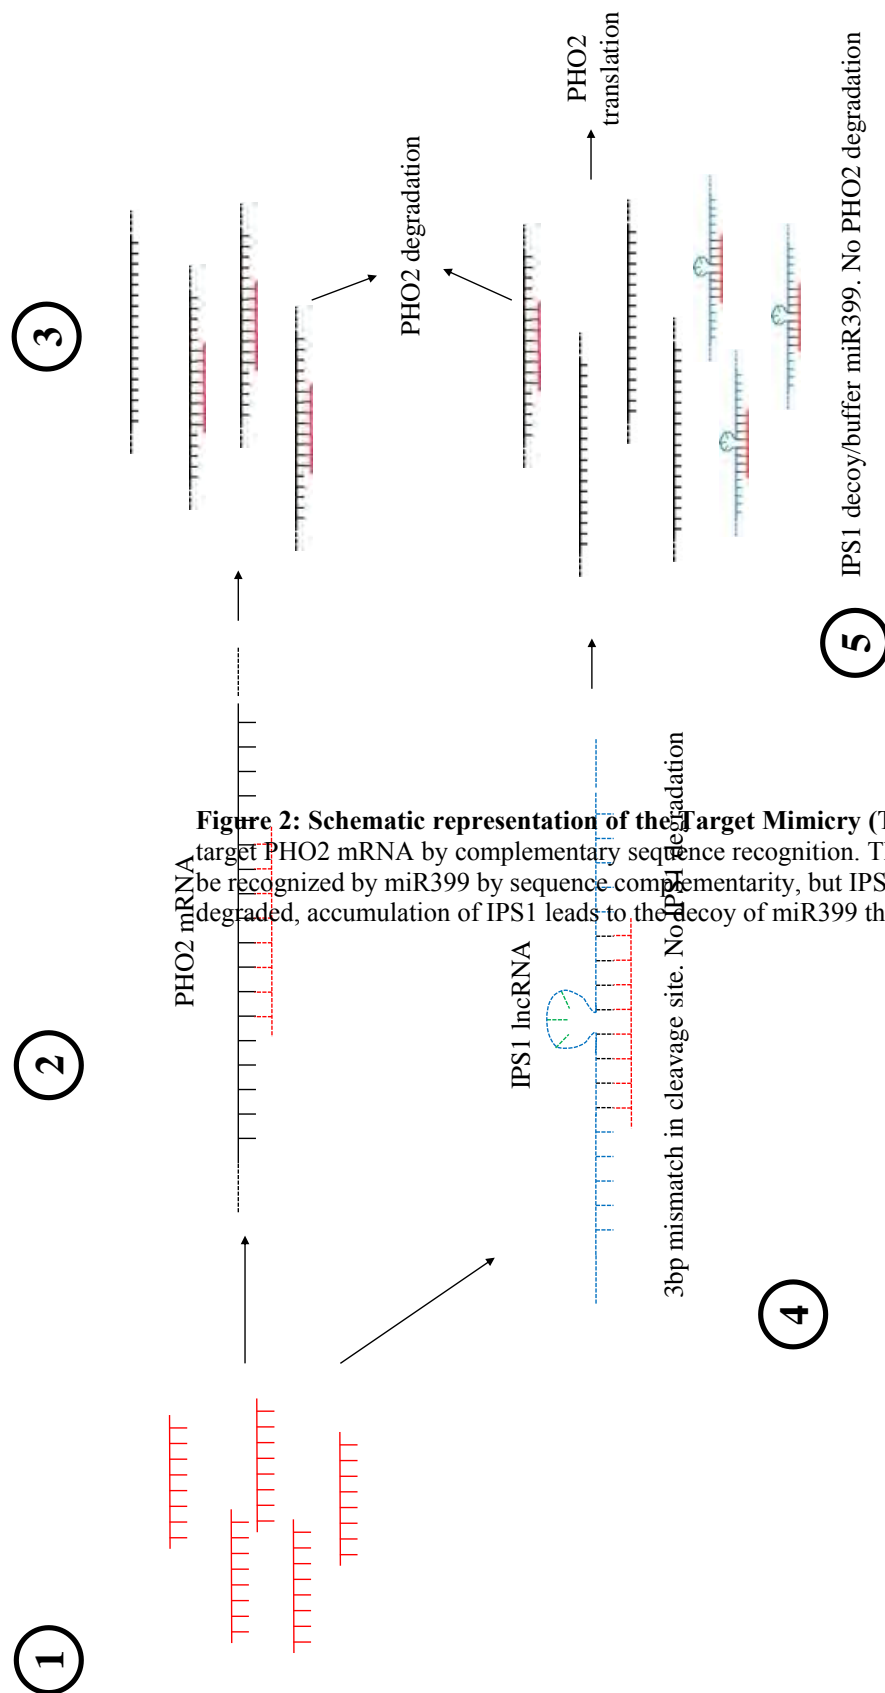 1
2
3
PHO2 mRNA
PHO2 degradation
PHO2
translation
IPS1 lncRNA
3bp mismatch in cleavage site. No IPS1 degradation
4
5
IPS1 decoy/buffer miR399. No PHO2 degradation
Figure 2: Schematic representation of the Target Mimicry (T
target PHO2 mRNA by complementary sequence recognition. T
be recognized by miR399 by sequence complementarity, but IPS
degraded, accumulation of IPS1 leads to the decoy of miR399 th